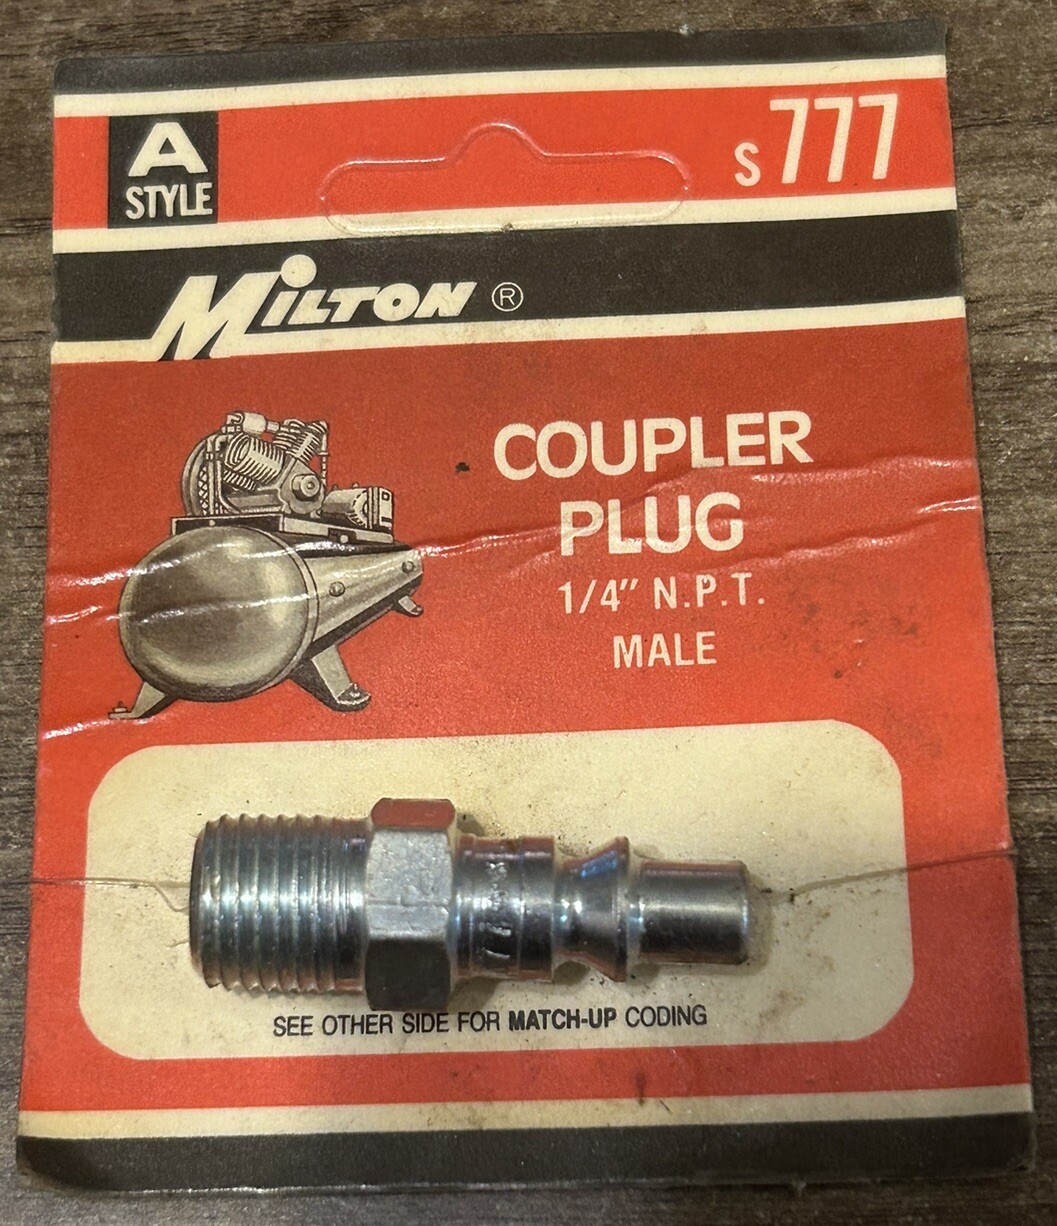 A
STYLE
S 777
MILTON ®
COUPLER
PLUG
1/4" N.P.T.
MALE
SEE OTHER SIDE FOR MATCH-UP CODING